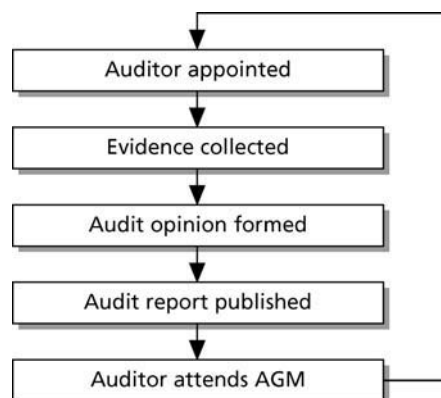 Auditor appointed
Evidence collected
Audit opinion formed
Audit report published
Auditor attends AGM